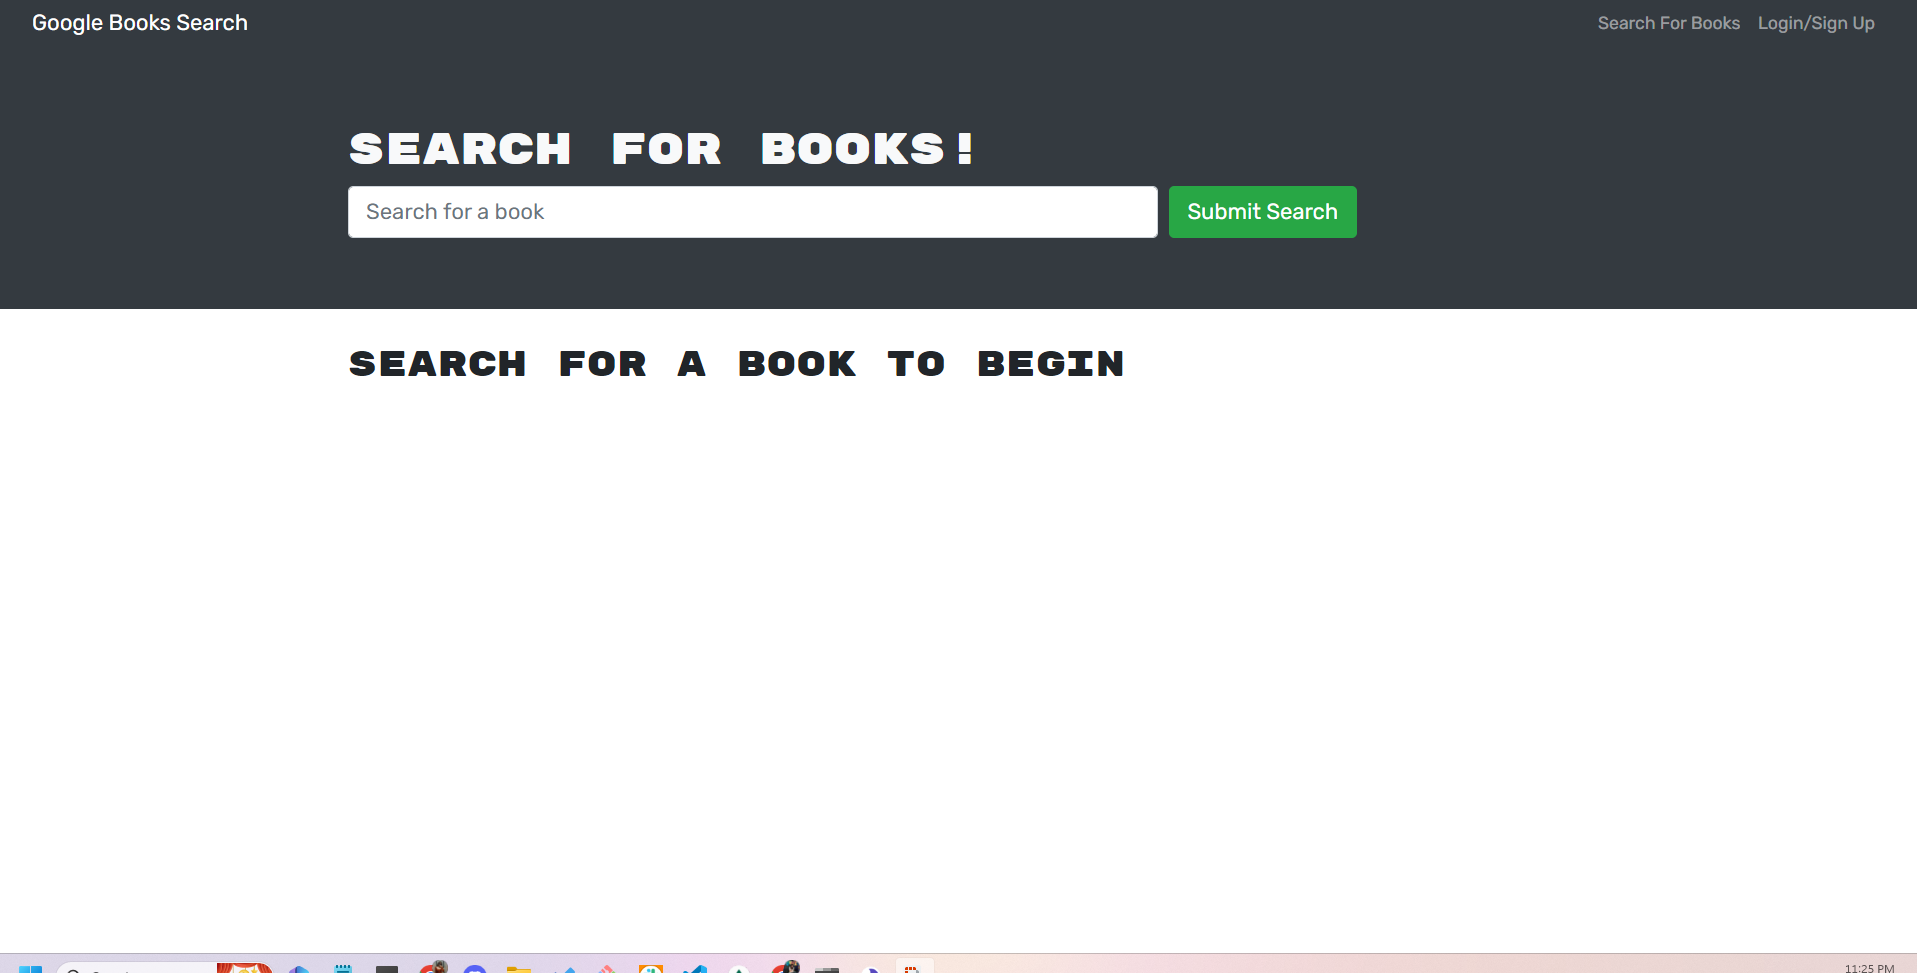 Google Books Search
Search For Books
Login/Sign Up
SEARCH FOR BOOKS!
Search for a book
Submit Search
SEARCH FOR A BOOK TO BEGIN
11:25 PM